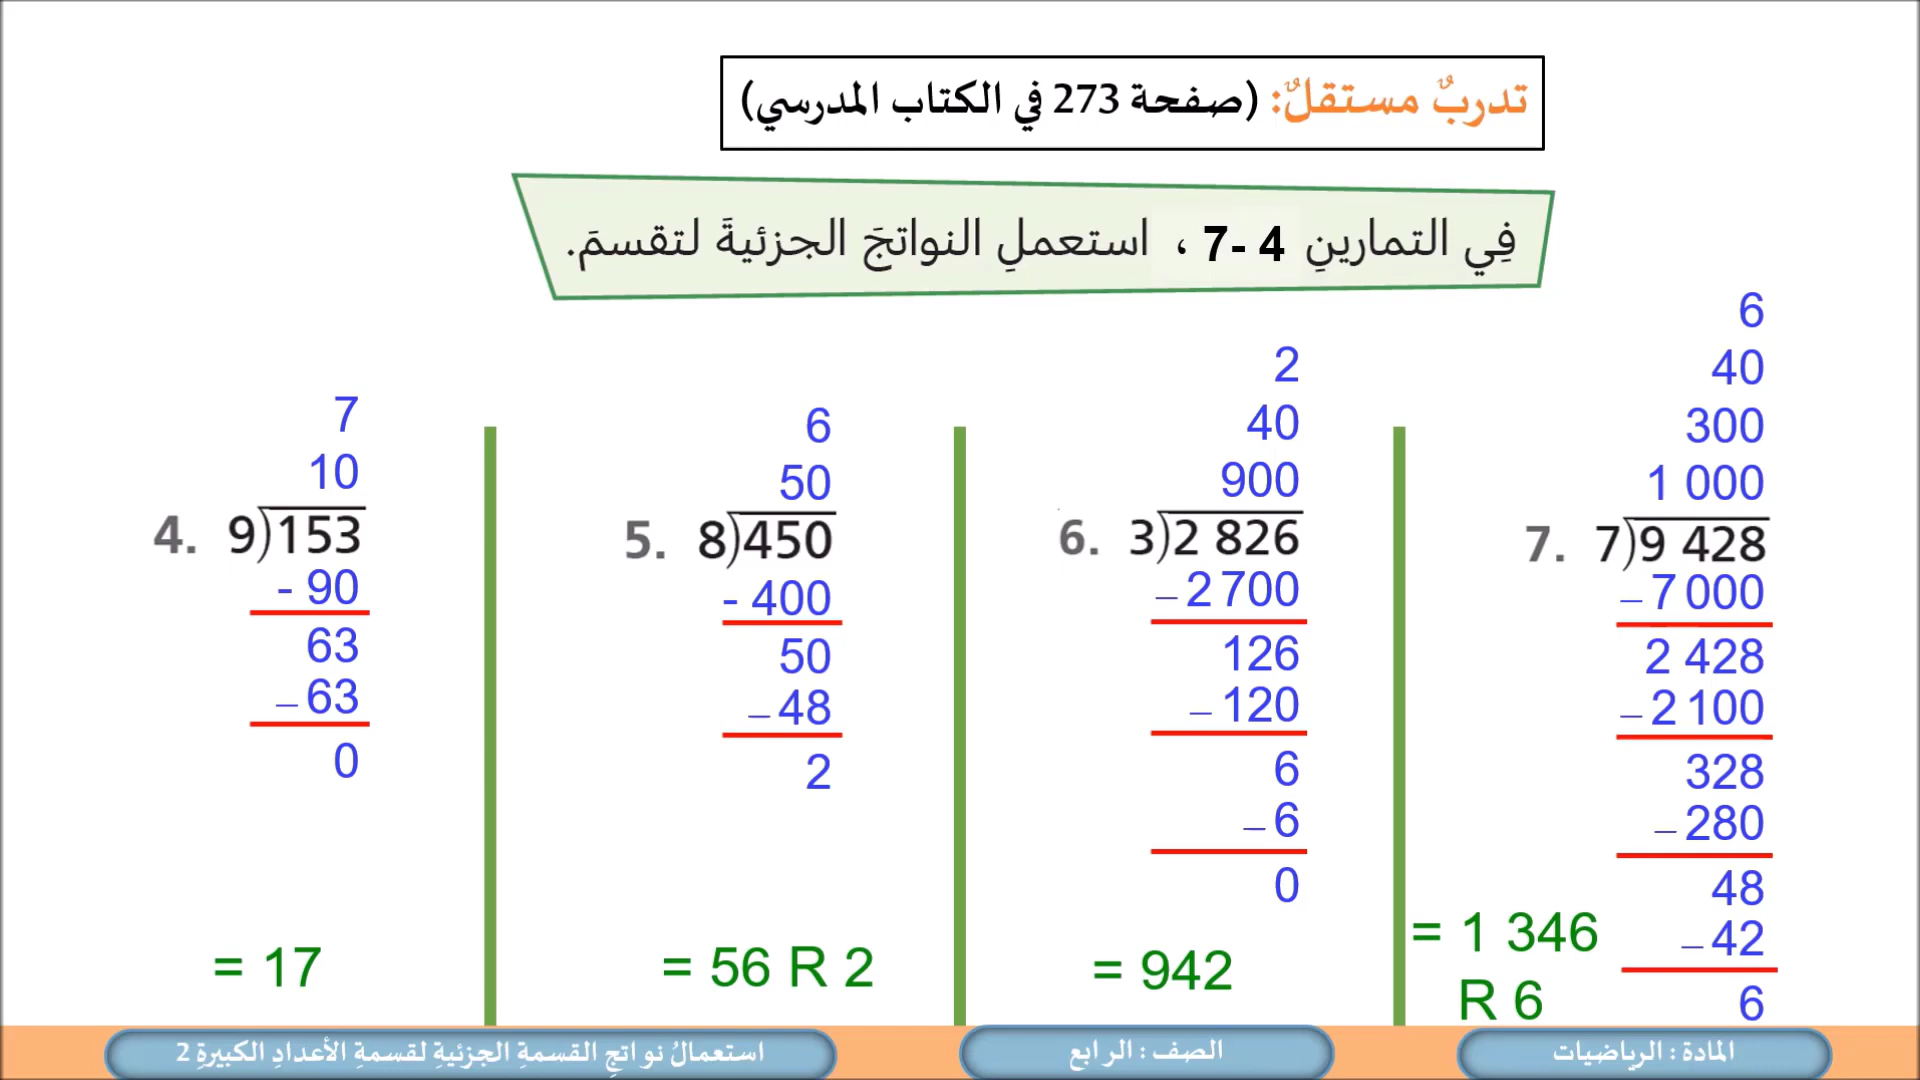 تدربٌ مستقلٌ: (صفحة 273 في الكتاب المدرسي)
فِي التمارينِ 4 -7 ، استعملِ النواتجَ الجزئيةَ لتقسمَ.
7
10
4. 9)153
- 90
63
– 63
0
= 17
6
50
5. 8)450
- 400
50
– 48
2
= 56 R 2
2
40
900
6. 3)2 826
– 2 700
126
– 120
6
– 6
0
= 942
6
40
300
1 000
7. 7)9 428
– 7 000
2 428
– 2 100
328
– 280
48
– 42
6
= 1 346
R 6
المادة : الرياضيات
الصف : الرابع
استعمالُ نواتجِ القسمةِ الجزئيةِ لقسمةِ الأعدادِ الكبيرةِ 2